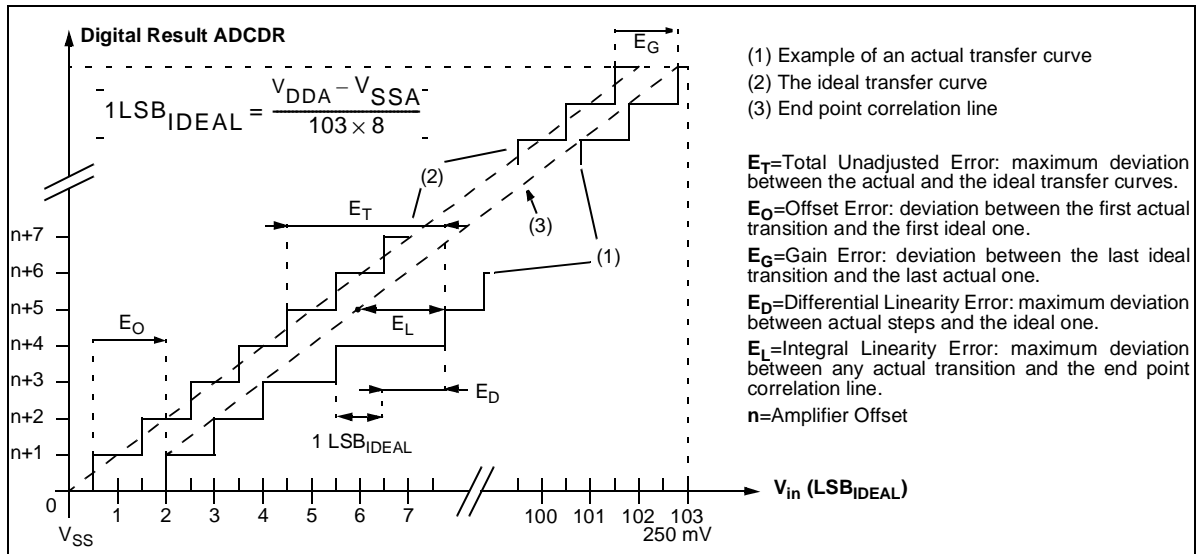 Digital Result ADCDR
1LSB_IDEAL = (V_DDA – V_SSA) / (103 × 8)
E_G
(1) Example of an actual transfer curve
(2) The ideal transfer curve
(3) End point correlation line
E_T=Total Unadjusted Error: maximum deviation
between the actual and the ideal transfer curves.
E_O=Offset Error: deviation between the first actual
transition and the first ideal one.
E_G=Gain Error: deviation between the last ideal
transition and the last actual one.
E_D=Differential Linearity Error: maximum deviation
between actual steps and the ideal one.
E_L=Integral Linearity Error: maximum deviation
between any actual transition and the end point
correlation line.
n=Amplifier Offset
(2)
E_T
(3)
(1)
n+7
n+6
n+5
n+4
n+3
n+2
n+1
E_O
E_L
E_D
1 LSB_IDEAL
0
1 2 3 4 5 6 7 100 101 102 103
V_in (LSB_IDEAL)
V_SS
250 mV